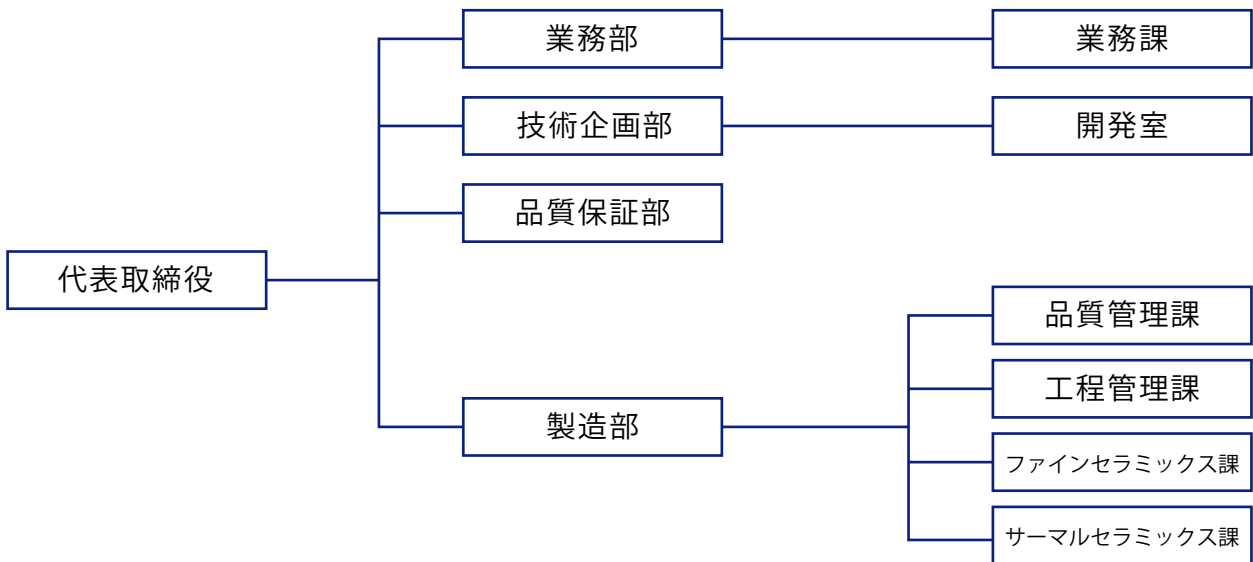 業務部
業務課
技術企画部
開発室
品質保証部
代表取締役
品質管理課
工程管理課
製造部
ファインセラミックス課
サーマルセラミックス課